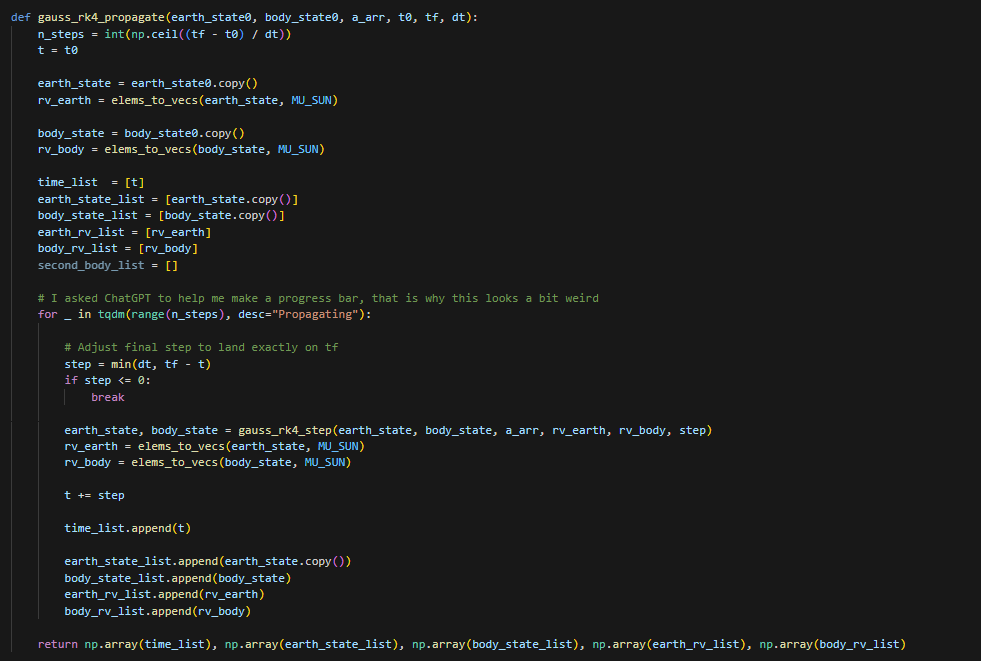 def gauss_rk4_propagate(earth_state0, body_state0, a_arr, t0, tf, dt):
    n_steps = int(np.ceil((tf - t0) / dt))
    t = t0

    earth_state = earth_state0.copy()
    rv_earth = elems_to_vecs(earth_state, MU_SUN)

    body_state = body_state0.copy()
    rv_body = elems_to_vecs(body_state, MU_SUN)

    time_list  = [t]
    earth_state_list = [earth_state.copy()]
    body_state_list = [body_state.copy()]
    earth_rv_list = [rv_earth]
    body_rv_list = [rv_body]
    second_body_list = []

    # I asked ChatGPT to help me make a progress bar, that is why this looks a bit weird
    for _ in tqdm(range(n_steps), desc="Propagating"):

        # Adjust final step to land exactly on tf
        step = min(dt, tf - t)
        if step <= 0:
            break

        earth_state, body_state = gauss_rk4_step(earth_state, body_state, a_arr, rv_earth, rv_body, step)
        rv_earth = elems_to_vecs(earth_state, MU_SUN)
        rv_body = elems_to_vecs(body_state, MU_SUN)

        t += step

        time_list.append(t)

        earth_state_list.append(earth_state.copy())
        body_state_list.append(body_state)
        earth_rv_list.append(rv_earth)
        body_rv_list.append(rv_body)

    return np.array(time_list), np.array(earth_state_list), np.array(body_state_list), np.array(earth_rv_list), np.array(body_rv_list)